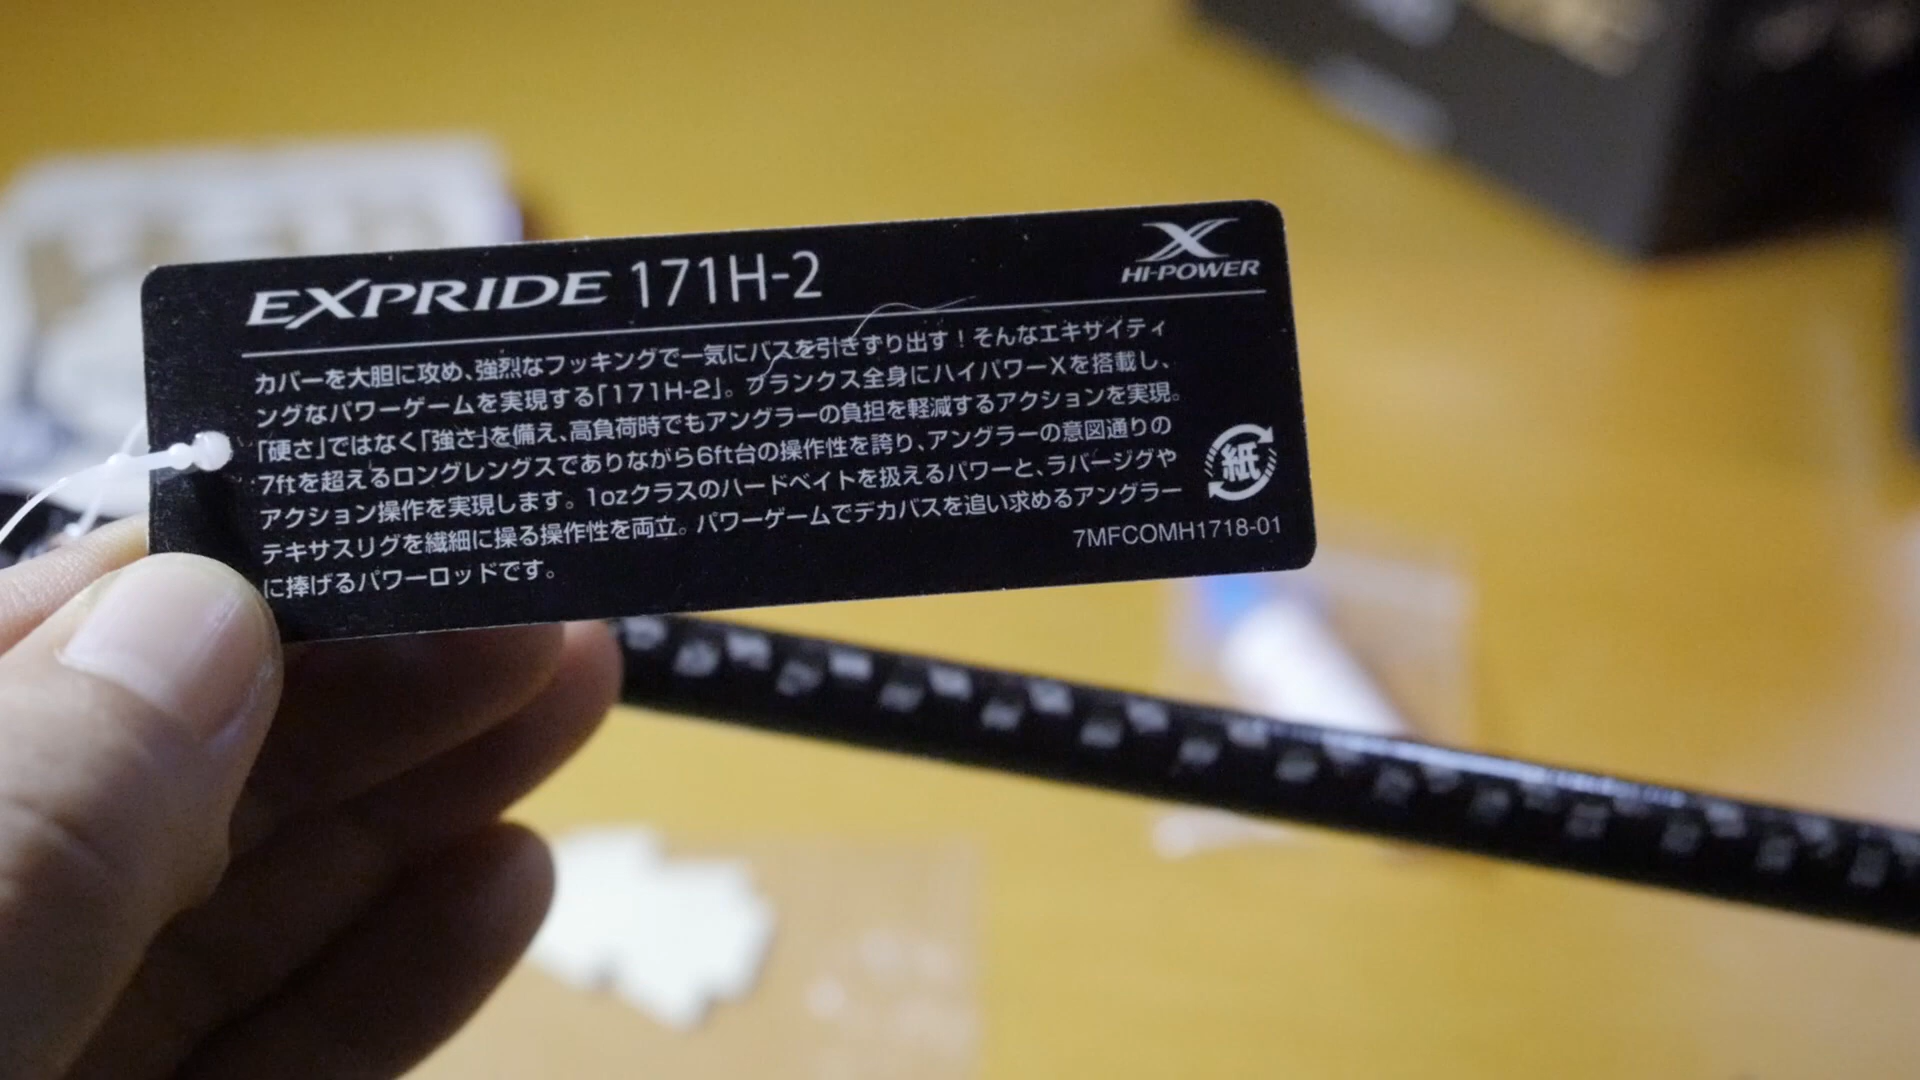 EXPRIDE 171H-2
X
HI-POWER
カバーを大胆に攻め、強烈なフッキングで一気にバスを引きずり出す！そんなエキサイティ
ングなパワーゲームを実現する「171H-2」。ブランクス全身にハイパワーXを搭載し、
「硬さ」ではなく「強さ」を備え、高負荷時でもアングラーの負担を軽減するアクションを実現。
7ftを超えるロングレングスでありながら6ft台の操作性を誇り、アングラーの意図通りの
アクション操作を実現します。1ozクラスのハードベイトを扱えるパワーと、ラバージグや
テキサスリグを繊細に操る操作性を両立。パワーゲームでデカバスを追い求めるアングラー
に捧げるパワーロッドです。
紙
7MFCOMH1718-01